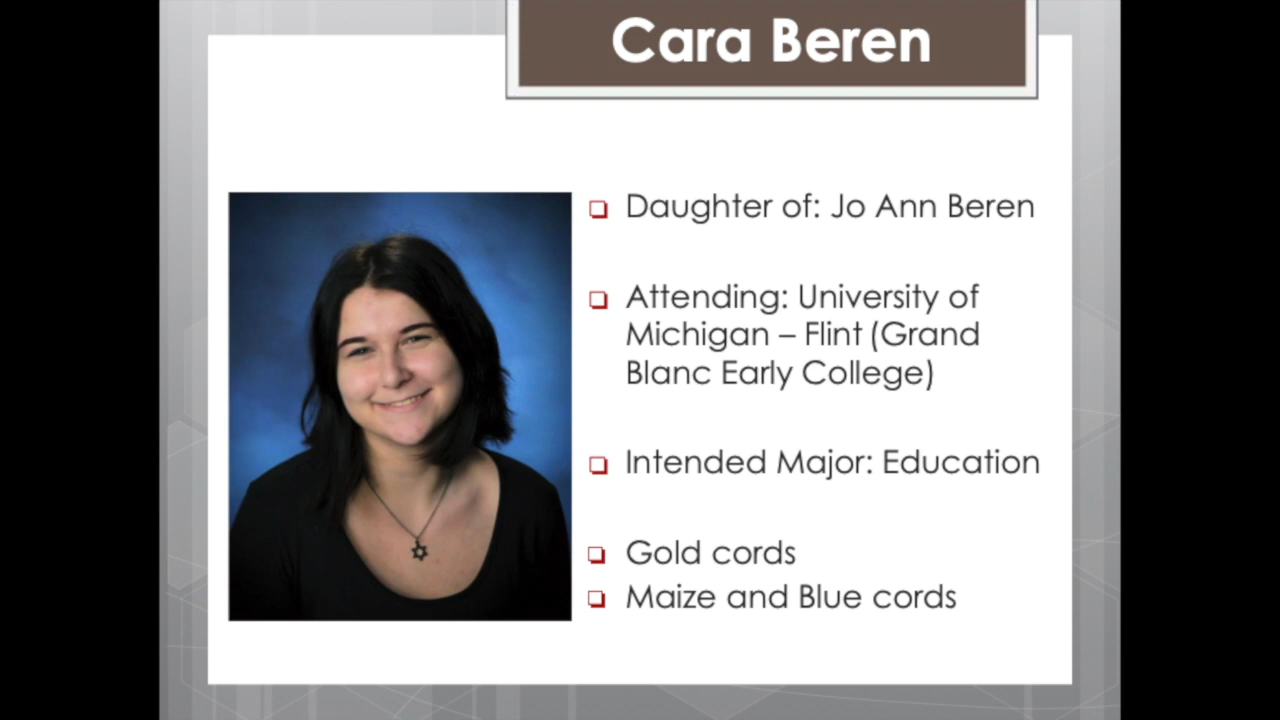 Cara Beren
Daughter of: Jo Ann Beren
Attending: University of
Michigan – Flint (Grand
Blanc Early College)
Intended Major: Education
Gold cords
Maize and Blue cords